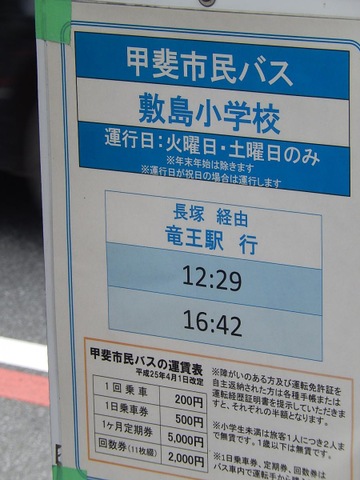 甲斐市民バス
敷島小学校
運行日：火曜日・土曜日のみ
※年末年始は除きます
※運行日が祝日の場合は運行します
長塚 経由
竜王駅 行
12:29
16:42
甲斐市民バスの運賃表
平成25年4月1日改定
1回乗車 200円
1日乗車券 500円
1ヶ月定期券 5,000円
回数券(11枚綴) 2,000円
※障がいのある方及び運転免許証を
自主返納された方は各種手帳または
運転経歴証明書を提示していただきま
すと、それぞれの半額となります。
※小学生未満は旅客1人につき2人ま
で無賃です。1歳以下は無賃です。
※1日乗車券、定期券、回数券は
バス車内で運転手から購